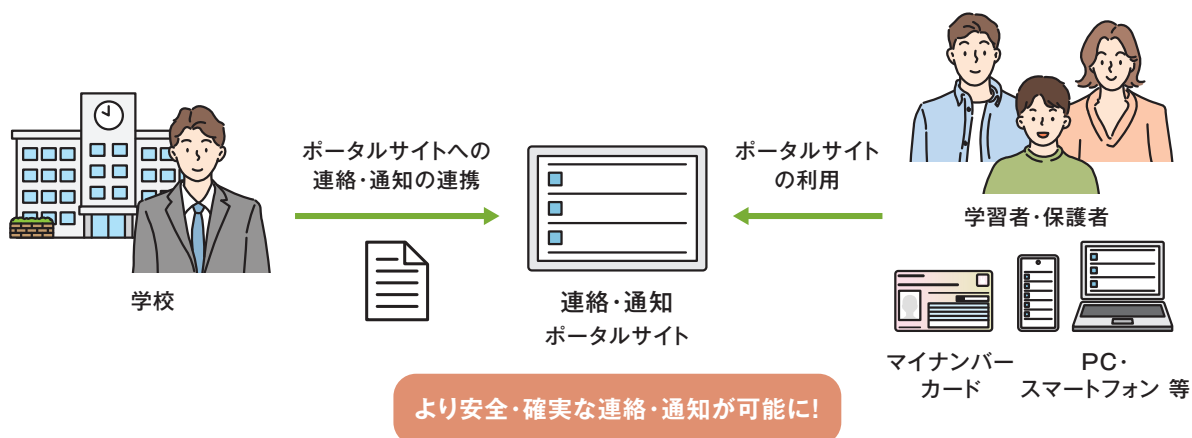 学校
ポータルサイトへの
連絡・通知の連携
連絡・通知
ポータルサイト
ポータルサイト
の利用
学習者・保護者
マイナンバー
カード
PC・
スマートフォン 等
より安全・確実な連絡・通知が可能に!